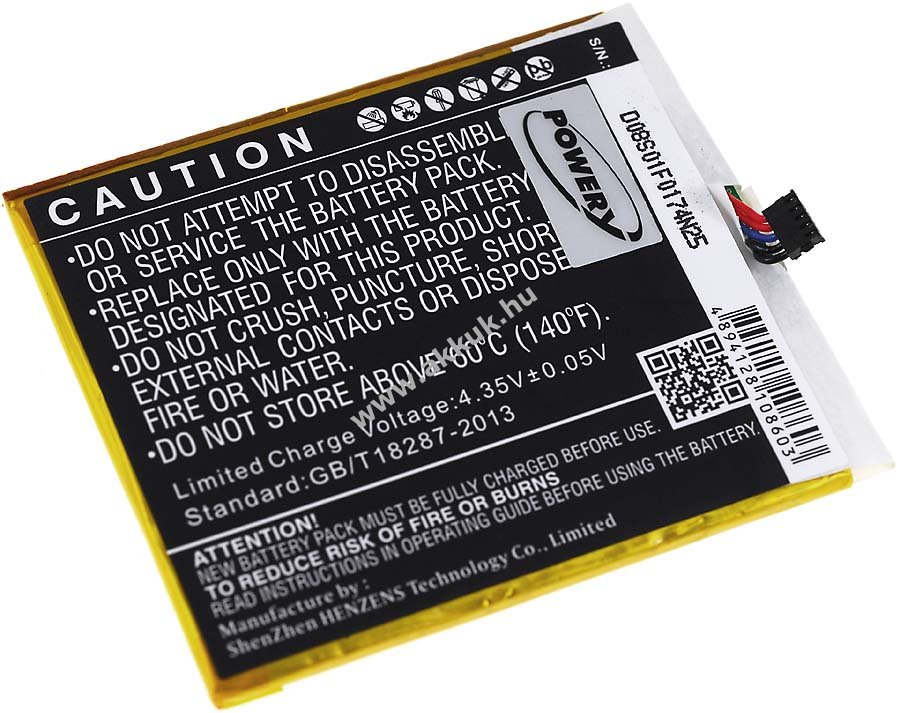 CAUTION
•DO NOT ATTEMPT TO DISASSEMBL
OR SERVICE THE BATTERY PACK.
•REPLACE ONLY WITH THE BATTERY
DESIGNATED FOR THIS PRODUCT.
•DO NOT CRUSH, PUNCTURE, SHOR
EXTERNAL CONTACTS OR DISPOSE
FIRE OR WATER.
•DO NOT STORE ABOVE 60°C (140°F).
Limited Charge Voltage:4.35V±0.05V
Standard:GB/T18287-2013
ATTENTION!
NEW BATTERY PACK MUST BE FULLY CHARGED BEFORE USE.
TO REDUCE RISK OF FIRE OR BURNS
READ INSTRUCTIONS IN OPERATING GUIDE BEFORE USE.
Manufacture by :
ShenZhen HENZENS Technology Co., Limited
POWERY
Pb
S/N.:
D08S01F0174N25
4894128108603
www.akkuk.hu